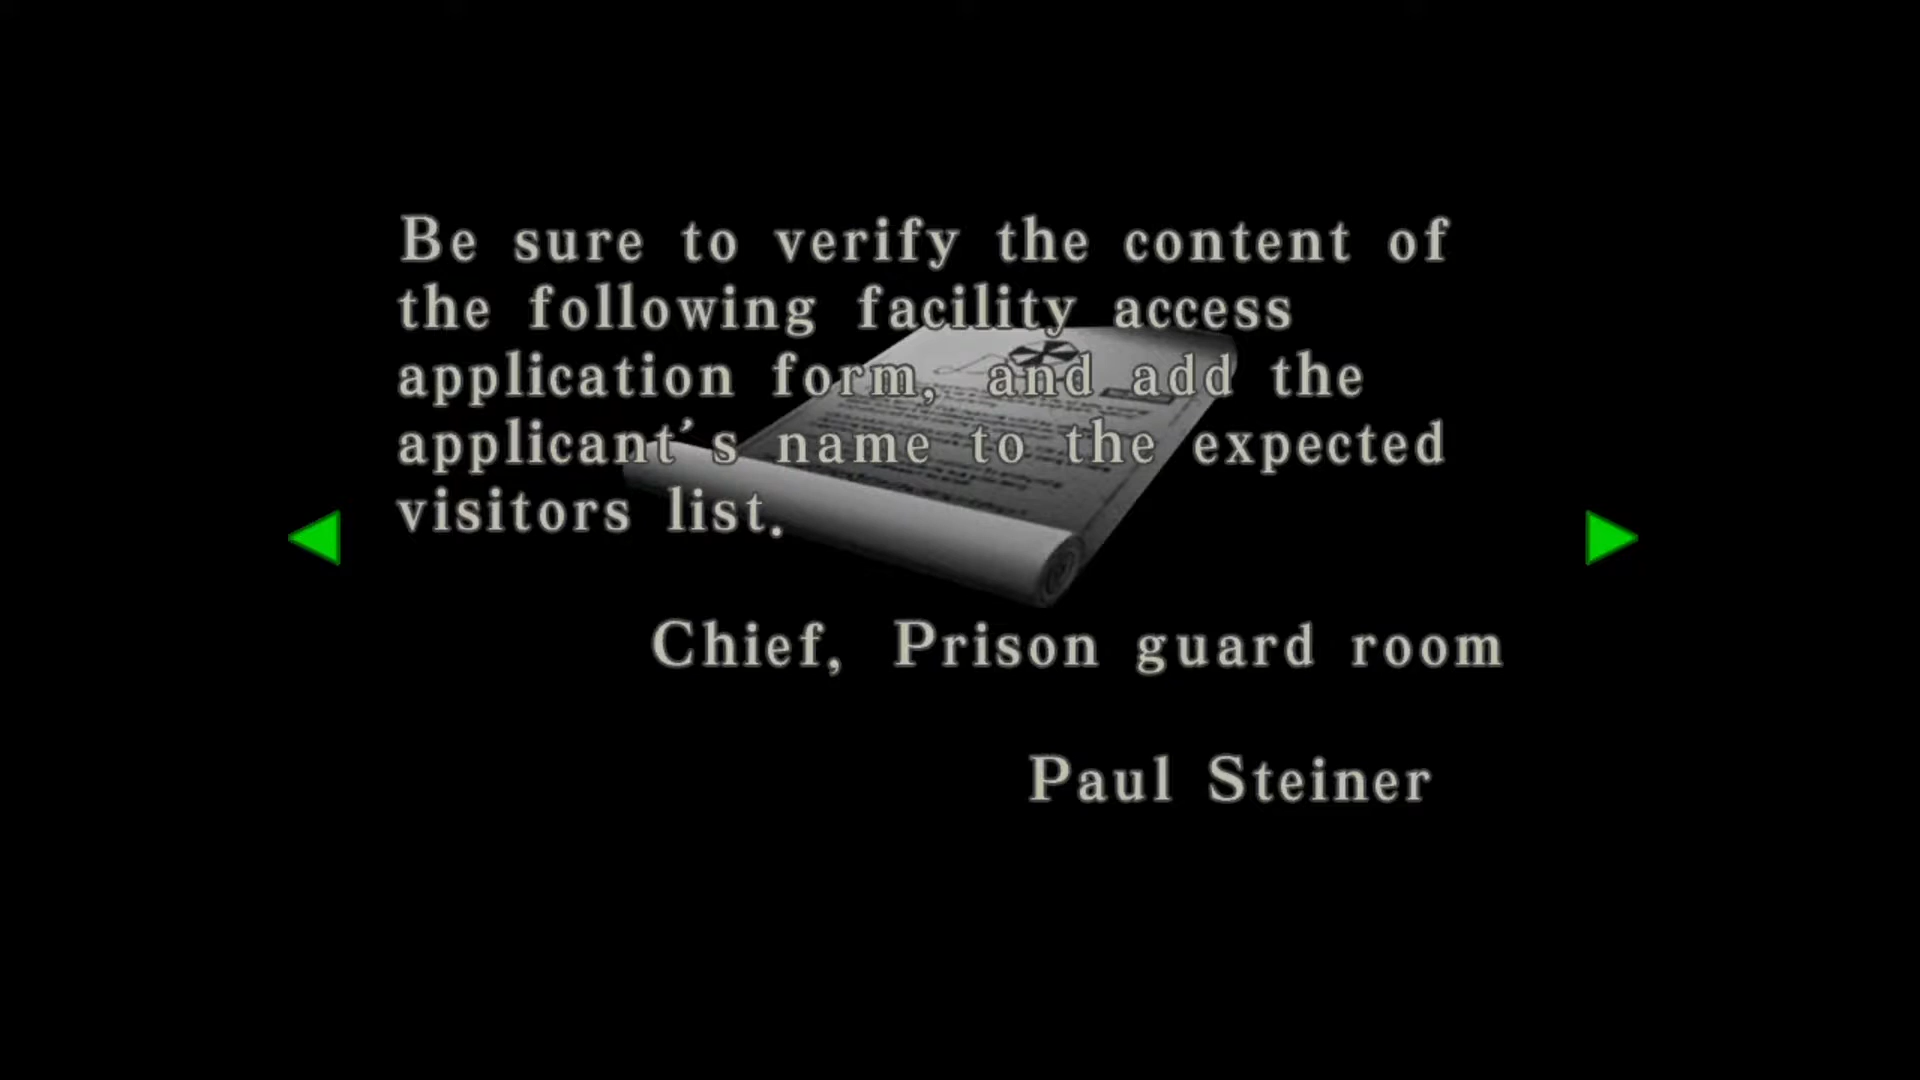 Be sure to verify the content of
the following facility access
application form, and add the
applicant's name to the expected
visitors list.
Chief, Prison guard room
Paul Steiner